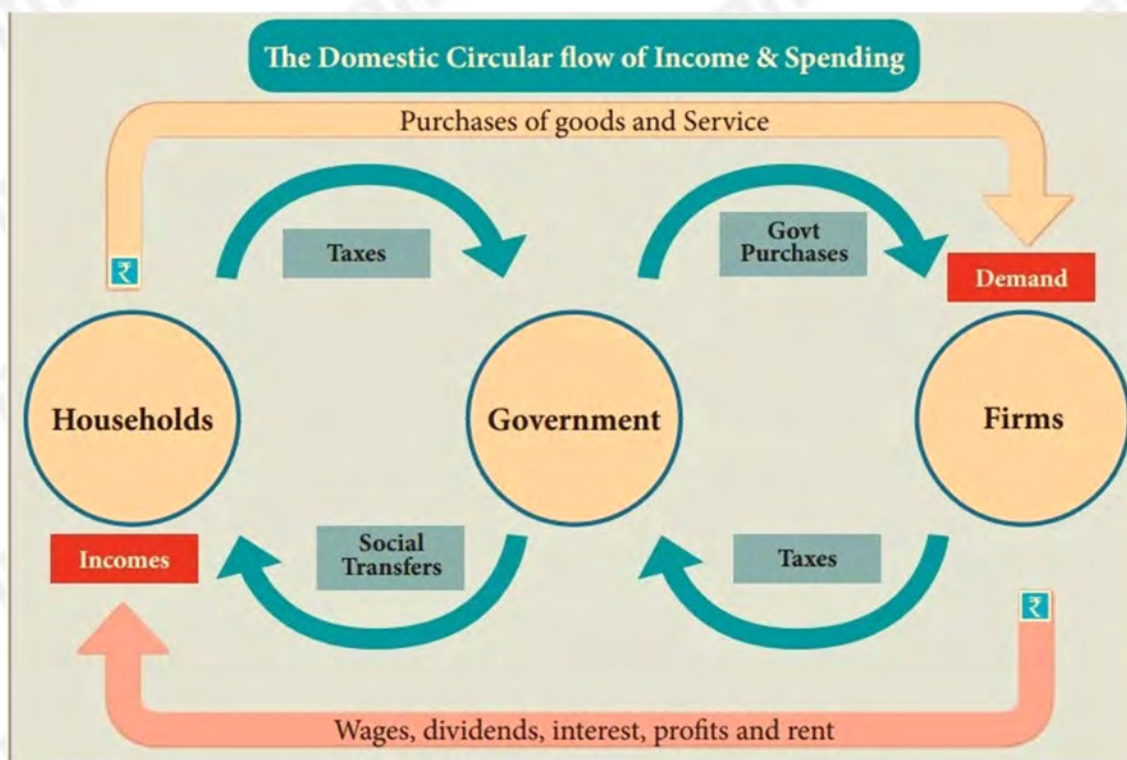 The Domestic Circular flow of Income & Spending
Purchases of goods and Service
Taxes
Govt
Purchases
₹
Demand
Households
Government
Firms
Incomes
Social
Transfers
Taxes
₹
Wages, dividends, interest, profits and rent